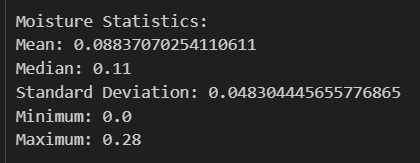 Moisture Statistics:
Mean: 0.08837070254110611
Median: 0.11
Standard Deviation: 0.048304445655776865
Minimum: 0.0
Maximum: 0.28